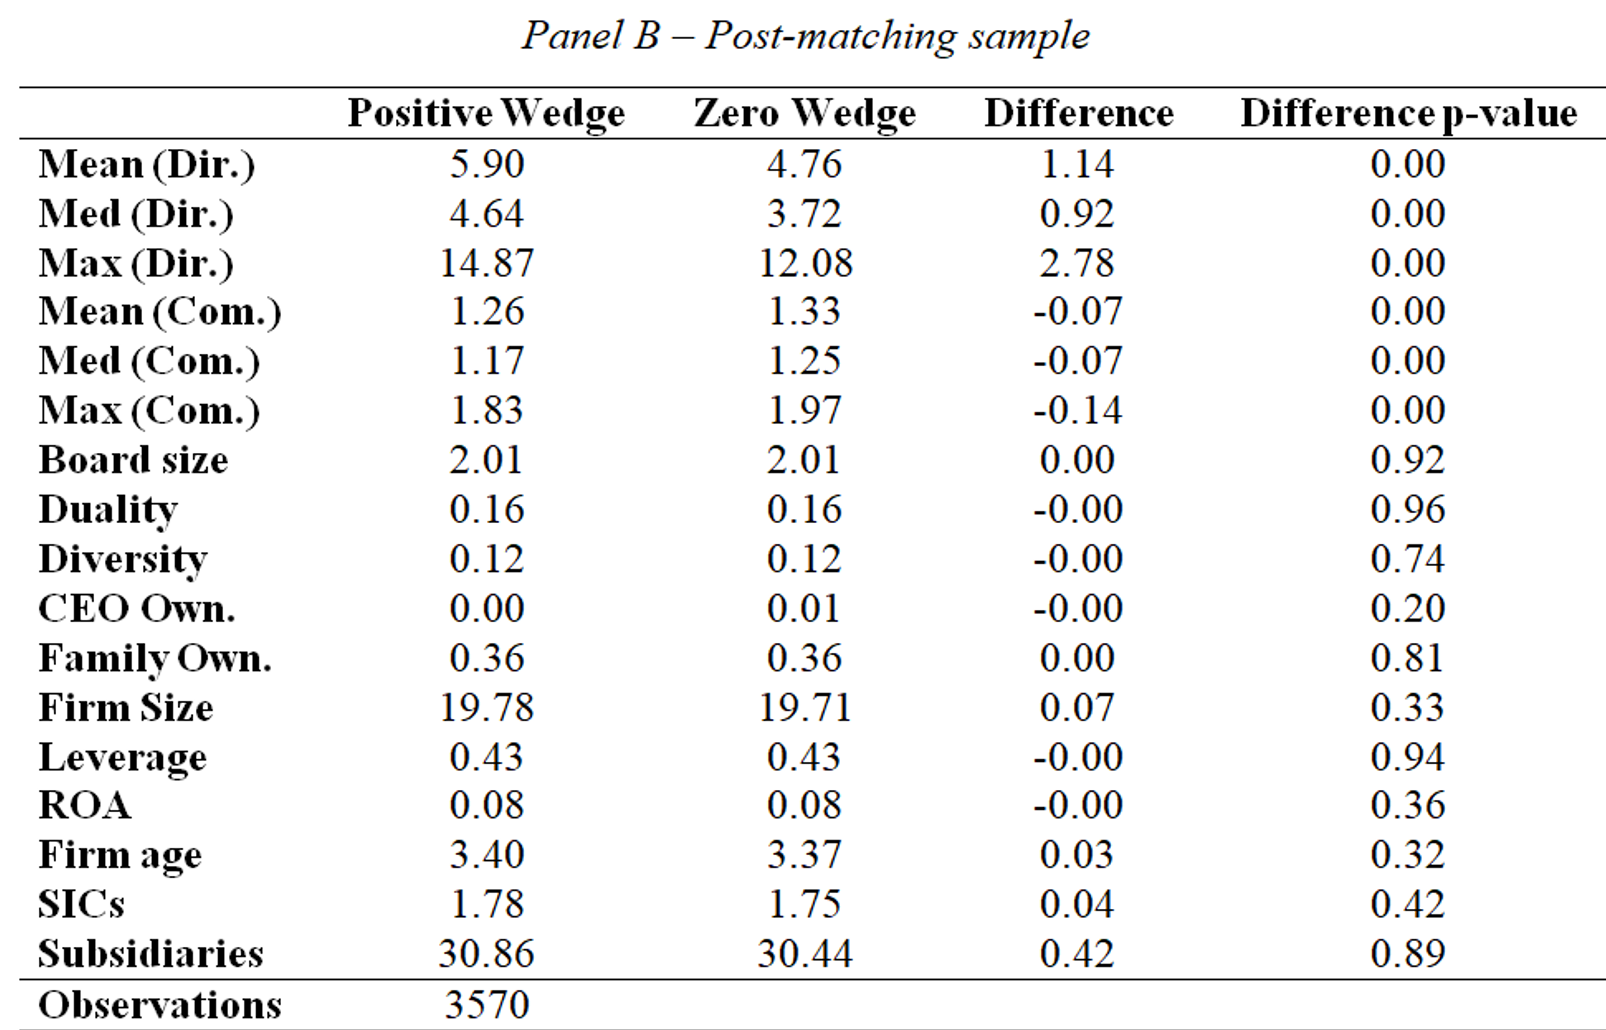 Panel B – Post-matching sample
Positive Wedge Zero Wedge Difference Difference p-value
Mean (Dir.) 5.90 4.76 1.14 0.00
Med (Dir.) 4.64 3.72 0.92 0.00
Max (Dir.) 14.87 12.08 2.78 0.00
Mean (Com.) 1.26 1.33 -0.07 0.00
Med (Com.) 1.17 1.25 -0.07 0.00
Max (Com.) 1.83 1.97 -0.14 0.00
Board size 2.01 2.01 0.00 0.92
Duality 0.16 0.16 -0.00 0.96
Diversity 0.12 0.12 -0.00 0.74
CEO Own. 0.00 0.01 -0.00 0.20
Family Own. 0.36 0.36 0.00 0.81
Firm Size 19.78 19.71 0.07 0.33
Leverage 0.43 0.43 -0.00 0.94
ROA 0.08 0.08 -0.00 0.36
Firm age 3.40 3.37 0.03 0.32
SICs 1.78 1.75 0.04 0.42
Subsidiaries 30.86 30.44 0.42 0.89
Observations 3570